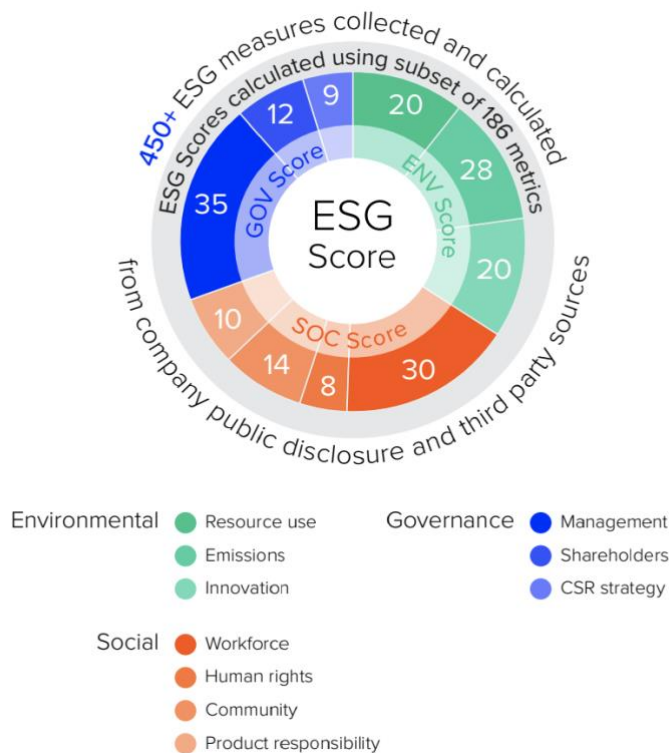 450+ ESG measures collected and calculated
from company public disclosure and third party sources
ESG Scores calculated using subset of 186 metrics
9
20
12
28
35
20
10
14
8
30
GOV Score
ENV Score
SOC Score
ESG
Score
Environmental
Resource use
Emissions
Innovation
Governance
Management
Shareholders
CSR strategy
Social
Workforce
Human rights
Community
Product responsibility